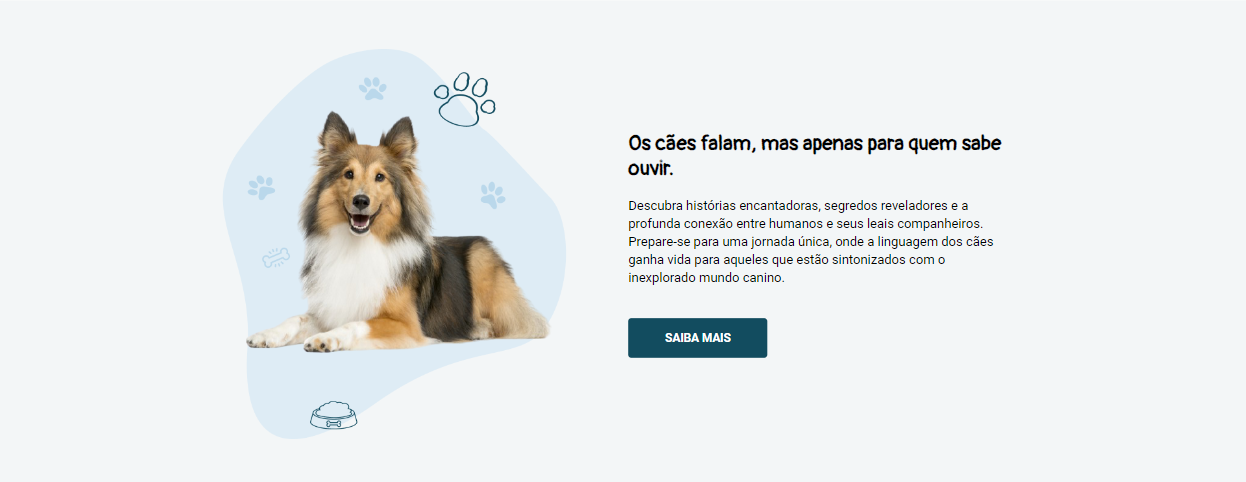 Os cães falam, mas apenas para quem sabe
ouvir.
Descubra histórias encantadoras, segredos reveladores e a
profunda conexão entre humanos e seus leais companheiros.
Prepare-se para uma jornada única, onde a linguagem dos cães
ganha vida para aqueles que estão sintonizados com o
inexplorado mundo canino.
SAIBA MAIS